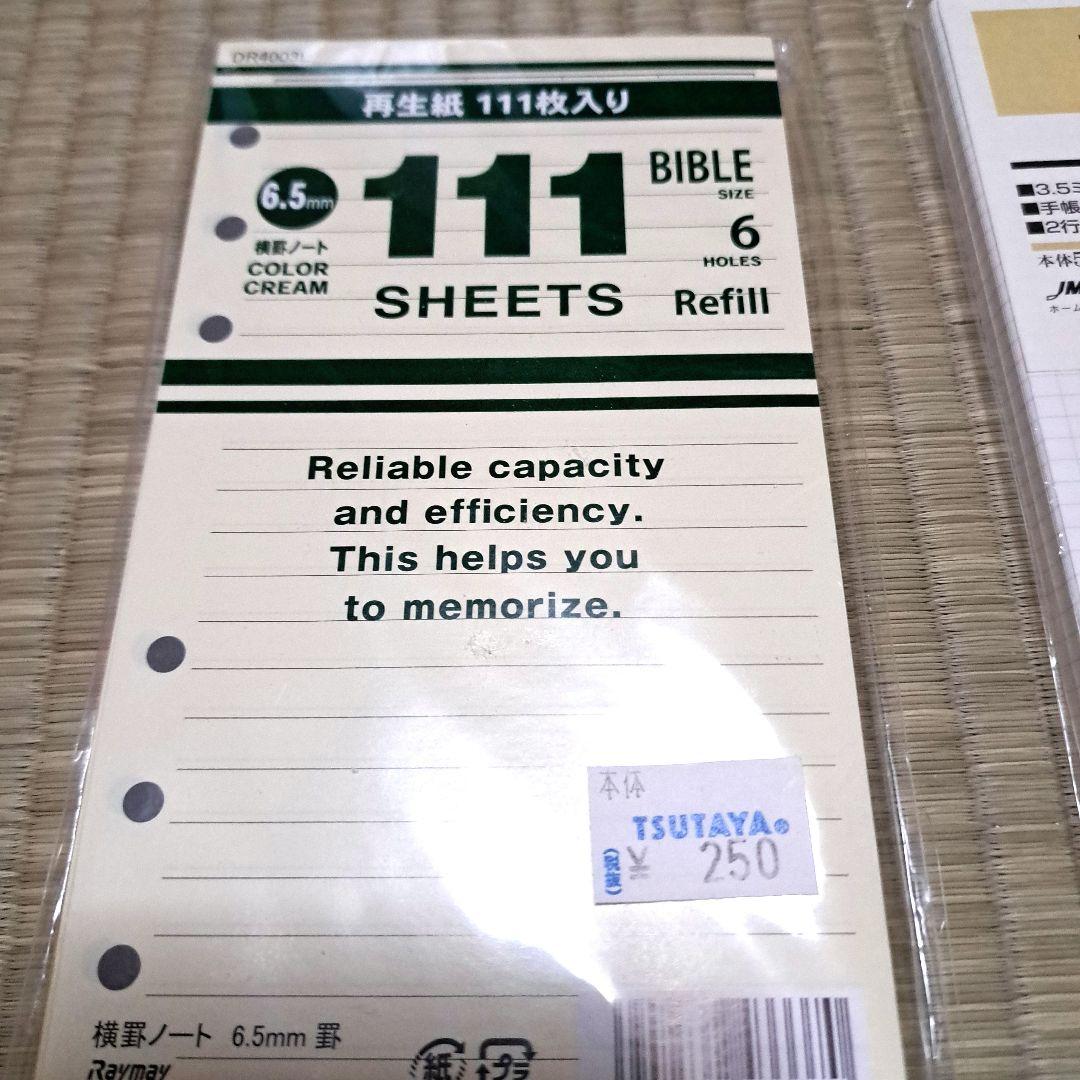 再生紙 111枚入り
6.5mm
横罫ノート
COLOR
CREAM
111
SHEETS
BIBLE
SIZE
6
HOLES
Refill
Reliable capacity
and efficiency.
This helps you
to memorize.
本体
TSUTAYA®
(税抜)
¥ 250
横罫ノート 6.5mm 罫
Raymay
紙
プラ
■3.5ミ
■手帳
■2行
本体5
JM
ホーム